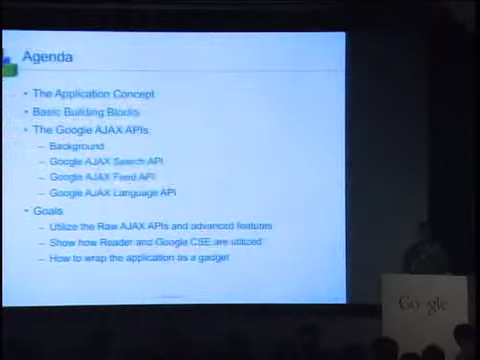 Agenda
• The Application Concept
• Basic Building Blocks
• The Google AJAX APIs
– Background
– Google AJAX Search API
– Google AJAX Feed API
– Google AJAX Language API
• Goals
– Utilize the Raw AJAX APIs and advanced features
– Show how Reader and Google CSE are utilized
– How to wrap the application as a gadget
Google